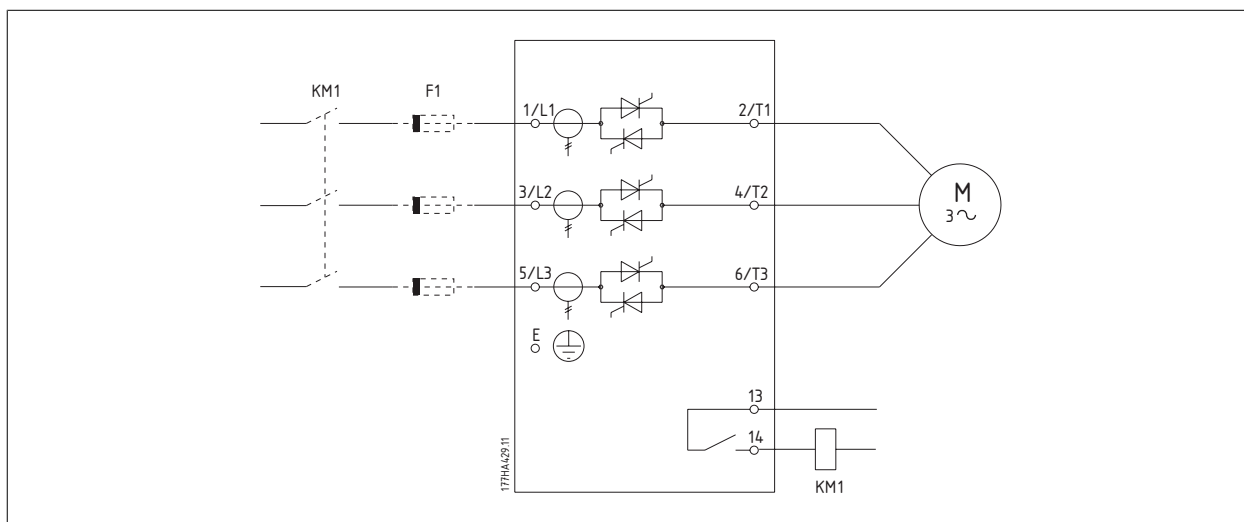 KM1
F1
1/L1
2/T1
3/L2
4/T2
M
3
5/L3
6/T3
E
13
14
KM1
177HA429.11